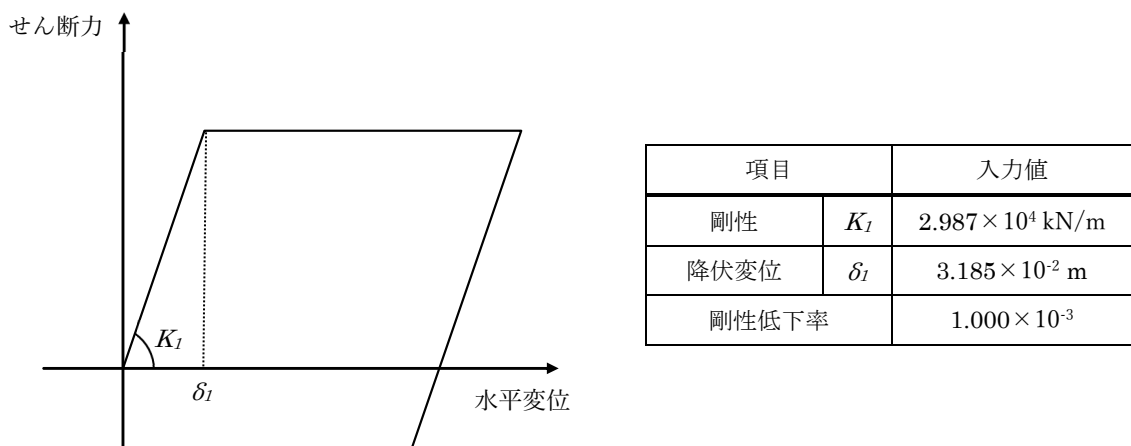 せん断力
K₁
δ₁
水平変位
項目 入力値
剛性 K₁ 2.987×10⁴ kN/m
降伏変位 δ₁ 3.185×10⁻² m
剛性低下率 1.000×10⁻³